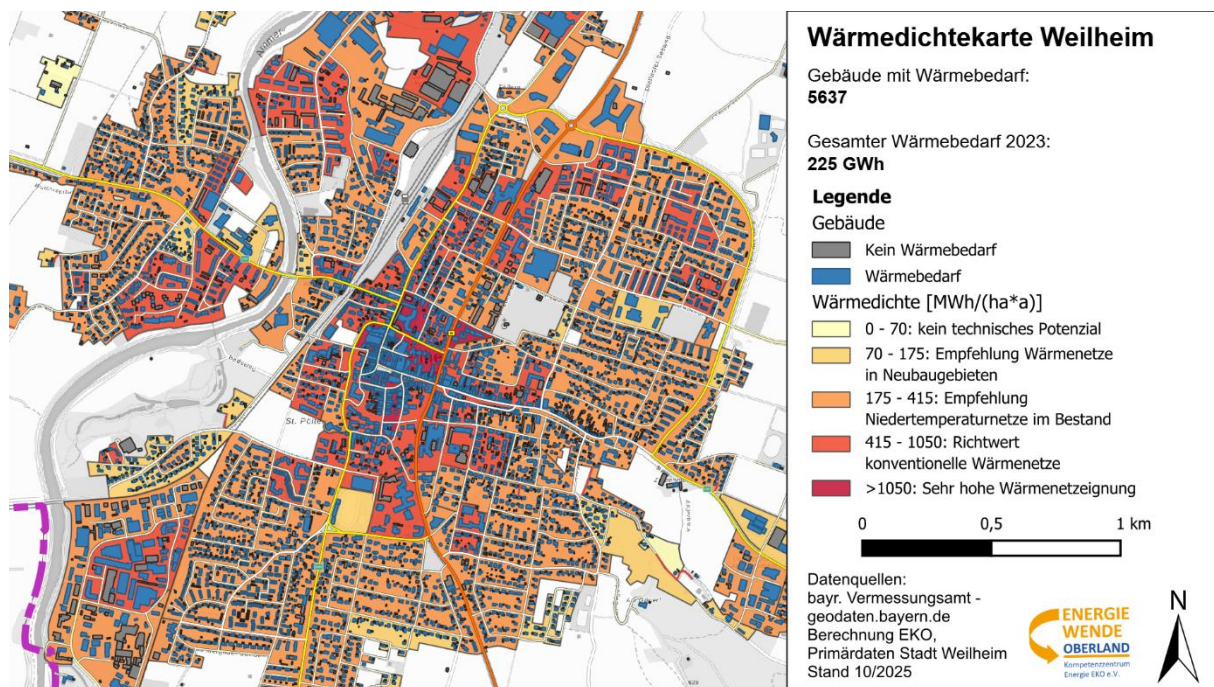 Wärmedichtekarte Weilheim
Gebäude mit Wärmebedarf:
5637
Gesamter Wärmebedarf 2023:
225 GWh
Legende
Gebäude
Kein Wärmebedarf
Wärmebedarf
Wärmedichte [MWh/(ha*a)]
0 - 70: kein technisches Potenzial
70 - 175: Empfehlung Wärmenetze
in Neubaugebieten
175 - 415: Empfehlung
Niedertemperaturnetze im Bestand
415 - 1050: Richtwert
konventionelle Wärmenetze
>1050: Sehr hohe Wärmenetzeignung
0 0,5 1 km
Datenquellen:
bayr. Vermessungsamt -
geodaten.bayern.de
Berechnung EKO,
Primärdaten Stadt Weilheim
Stand 10/2025
ENERGIE
WENDE
OBERLAND
Kompetenzzentrum
Energie EKO e.V.
N
Ammer